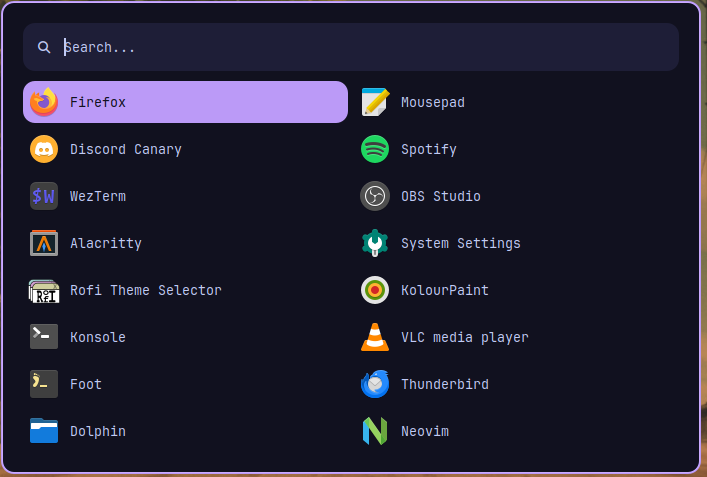 Search...
Firefox
Mousepad
Discord Canary
Spotify
$W
WezTerm
OBS Studio
Alacritty
System Settings
Rofi
Rofi Theme Selector
KolourPaint
Konsole
VLC media player
Foot
Thunderbird
Dolphin
Neovim